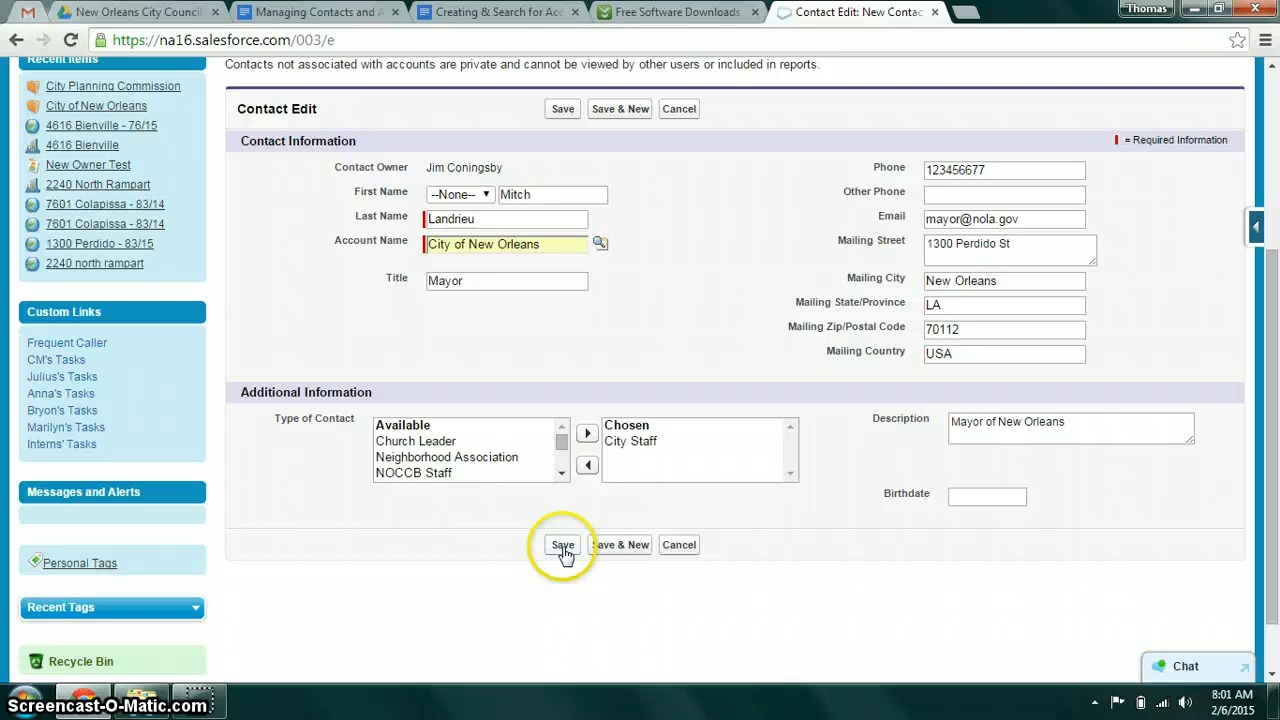 New Orleans City Council
Managing Contacts and A
Creating & Search for Acc
Free Software Downloads
Contact Edit: New Contac
Thomas
https://na16.salesforce.com/003/e
Recent Items
City Planning Commission
City of New Orleans
4616 Bienville - 76/15
4616 Bienville
New Owner Test
2240 North Rampart
7601 Colapissa - 83/14
7601 Colapissa - 83/14
1300 Perdido - 83/15
2240 north rampart
Custom Links
Frequent Caller
CM's Tasks
Julius's Tasks
Anna's Tasks
Bryon's Tasks
Marilyn's Tasks
Interns' Tasks
Messages and Alerts
Personal Tags
Recent Tags
Recycle Bin
Contacts not associated with accounts are private and cannot be viewed by other users or included in reports.
Contact Edit Save Save & New Cancel
Contact Information
= Required Information
Contact Owner Jim Coningsby
First Name --None-- Mitch
Last Name Landrieu
Account Name City of New Orleans
Title Mayor
Phone 123456677
Other Phone
Email mayor@nola.gov
Mailing Street 1300 Perdido St
Mailing City New Orleans
Mailing State/Province LA
Mailing Zip/Postal Code 70112
Mailing Country USA
Additional Information
Type of Contact
Available
Church Leader
Neighborhood Association
NOCCB Staff
Chosen
City Staff
Description Mayor of New Orleans
Birthdate
Save Save & New Cancel
Chat
Screencast-O-Matic.com
8:01 AM
2/6/2015